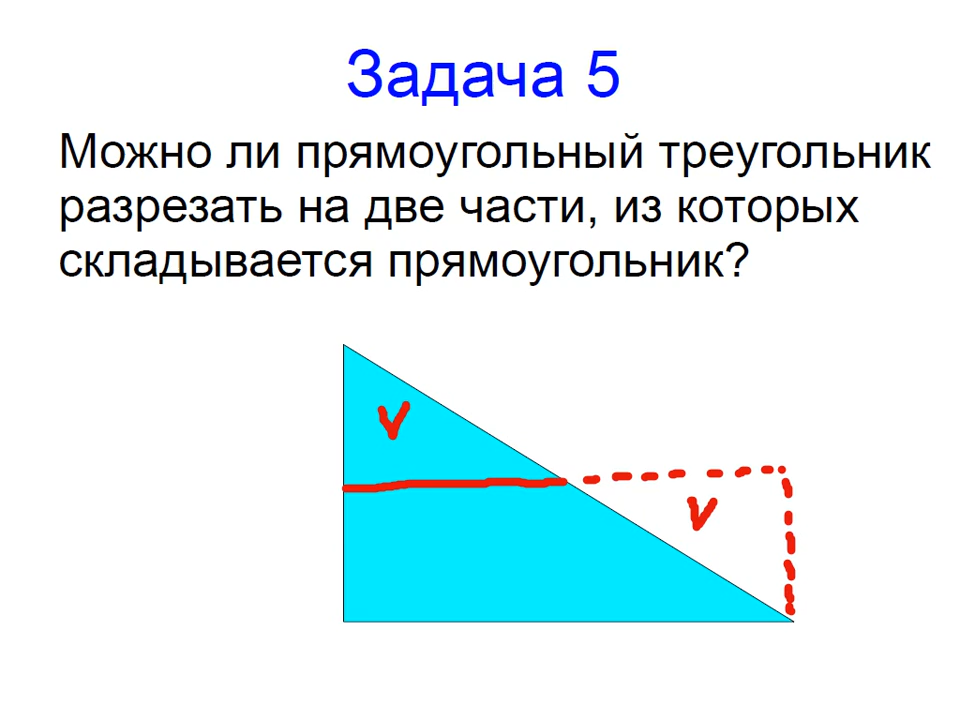 Задача 5
Можно ли прямоугольный треугольник
разрезать на две части, из которых
складывается прямоугольник?
V
V